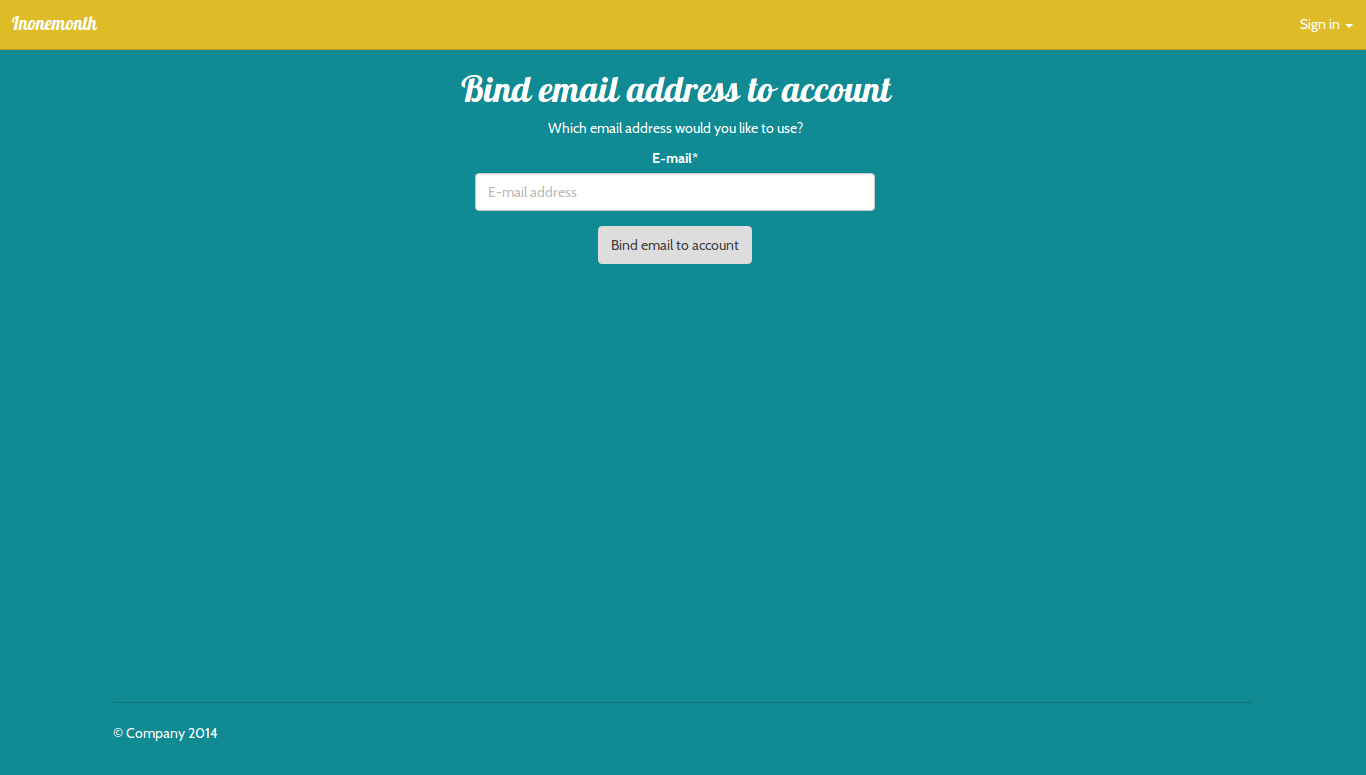 Inonemonth
Sign in
Bind email address to account
Which email address would you like to use?
E-mail*
E-mail address
Bind email to account
© Company 2014